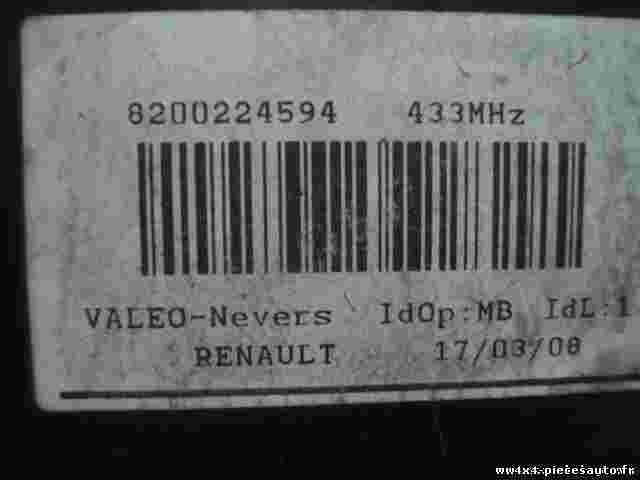 8200224594 433MHz
VALEO-Nevers IdOp:MB IdL:1
RENAULT 17/03/08
ww4x4.piecesauto.fr